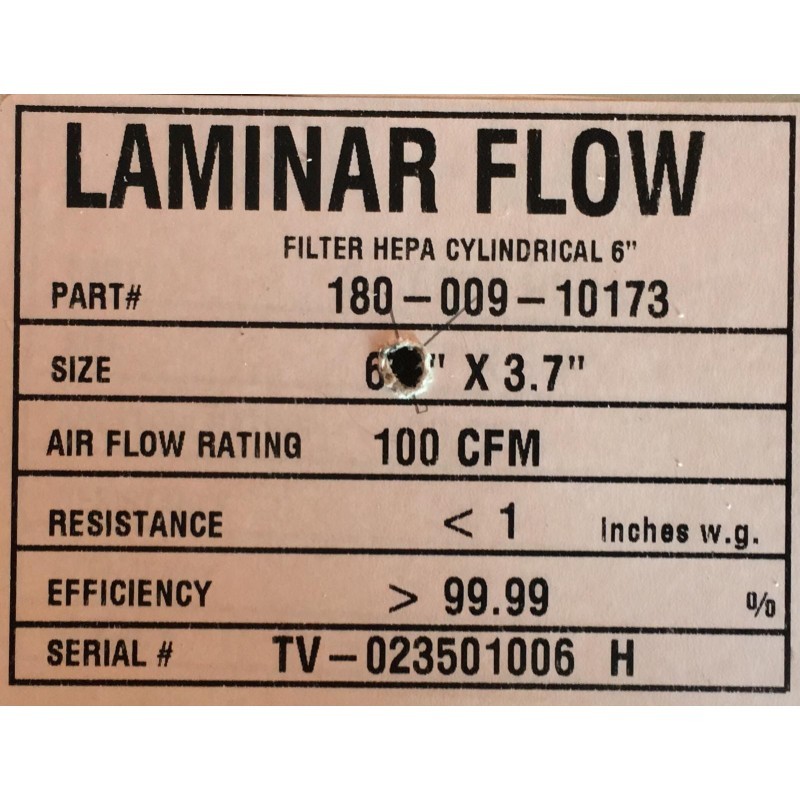 LAMINAR FLOW
FILTER HEPA CYLINDRICAL 6"
PART# 180-009-10173
SIZE " X 3.7"
AIR FLOW RATING 100 CFM
RESISTANCE < 1 inches w.g.
EFFICIENCY > 99.99 %
SERIAL # TV-023501006 H